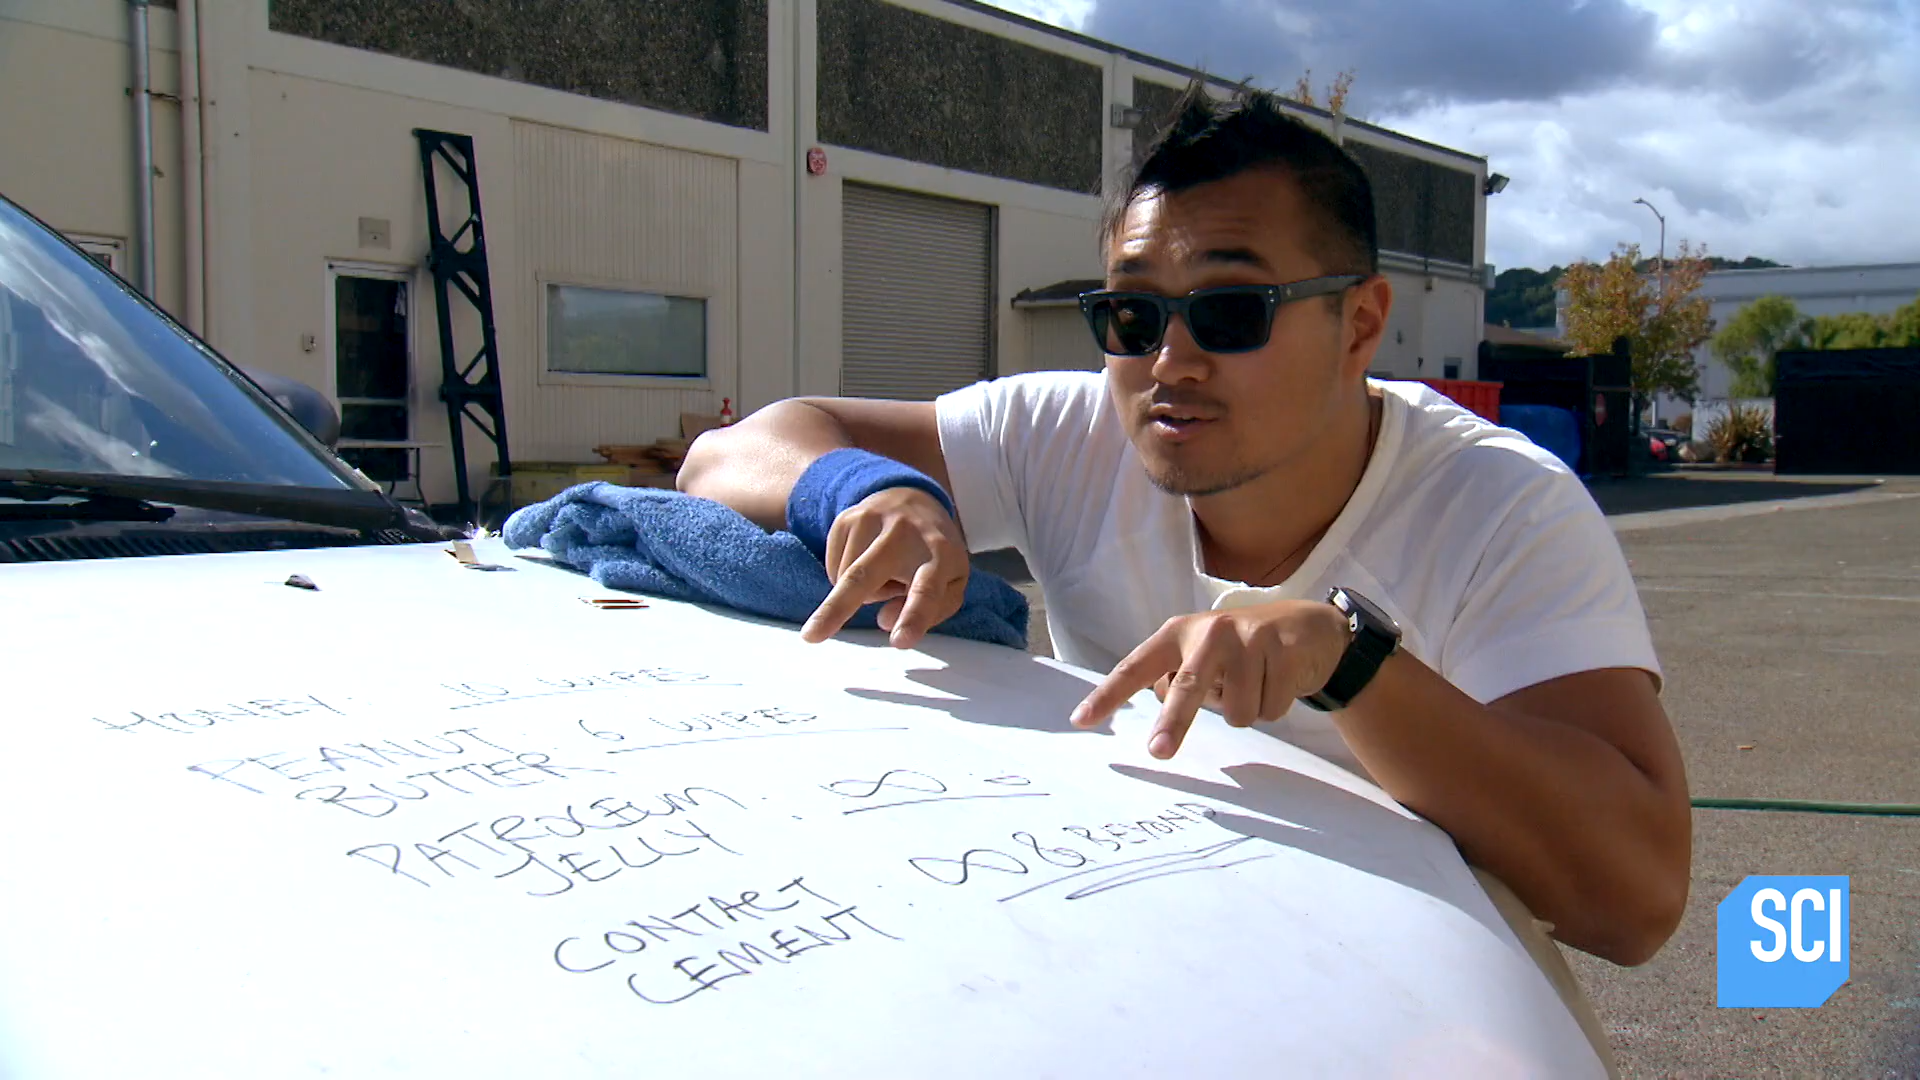 HONEY. 10 WIPES
PEANUT
BUTTER. 6 WIPES
PATROLEUM
JELLY : ∞
CONTACT
CEMENT . ∞ & BEYOND
SCI